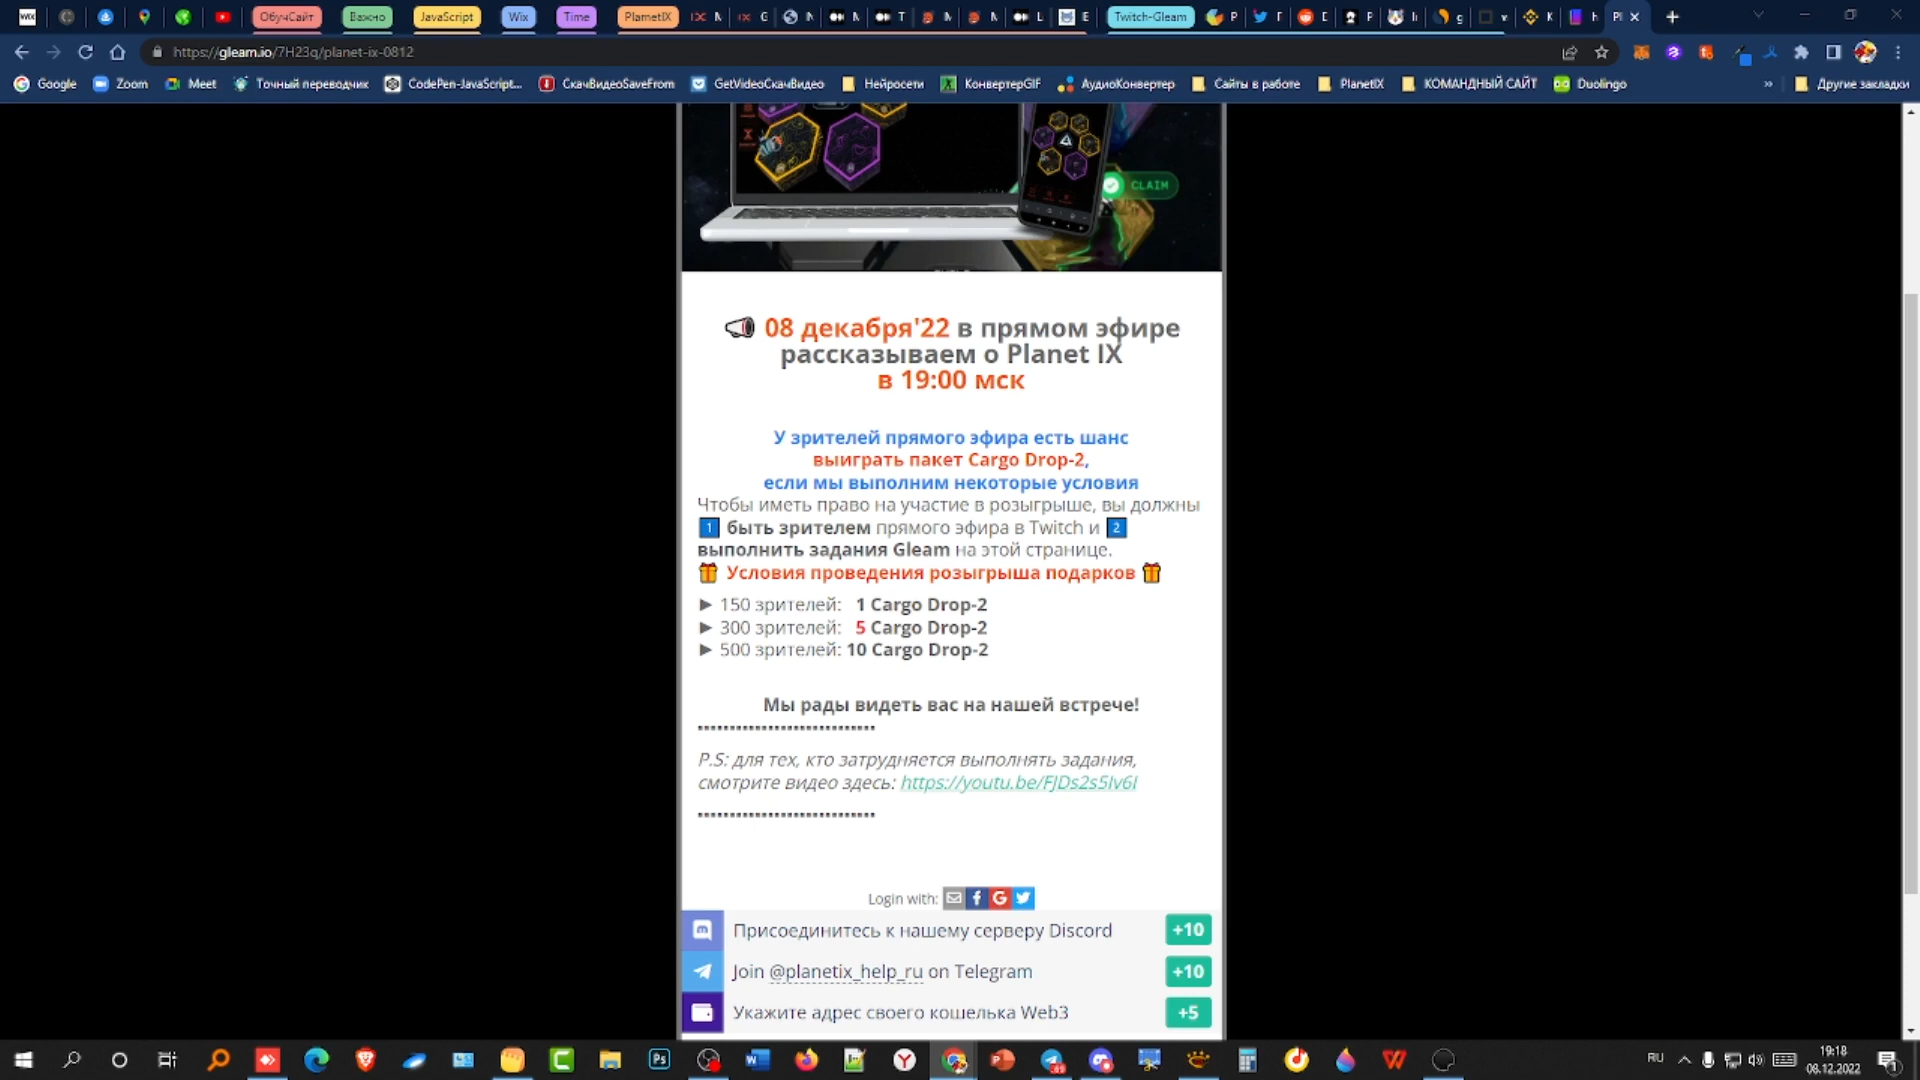 ОбучСайт
Важно
JavaScript
Wix
Time
PlanetIX
Twitch-Gleam
https://gleam.io/7H23q/planet-ix-0812
Google
Zoom
Meet
Точный переводчик
CodePen-JavaScript...
СкачВидеоSaveFrom
GetVideoСкачВидео
Нейросети
КонвертерGIF
АудиоКонвертер
Сайты в работе
PlanetIX
КОМАНДНЫЙ САЙТ
Duolingo
»
Другие закладки
CLAIM
08 декабря'22 в прямом эфире
рассказываем о Planet IX
в 19:00 мск
У зрителей прямого эфира есть шанс
выиграть пакет Cargo Drop-2,
если мы выполним некоторые условия
Чтобы иметь право на участие в розыгрыше, вы должны
1 быть зрителем прямого эфира в Twitch и 2
выполнить задания Gleam на этой странице.
Условия проведения розыгрыша подарков
► 150 зрителей: 1 Cargo Drop-2
► 300 зрителей: 5 Cargo Drop-2
► 500 зрителей: 10 Cargo Drop-2
Мы рады видеть вас на нашей встрече!
P.S: для тех, кто затрудняется выполнять задания,
смотрите видео здесь: https://youtu.be/FJDs2s5Iv6I
Login with:
Присоединитесь к нашему серверу Discord +10
Join @planetix_help_ru on Telegram +10
Укажите адрес своего кошелька Web3 +5
RU
19:18
08.12.2022